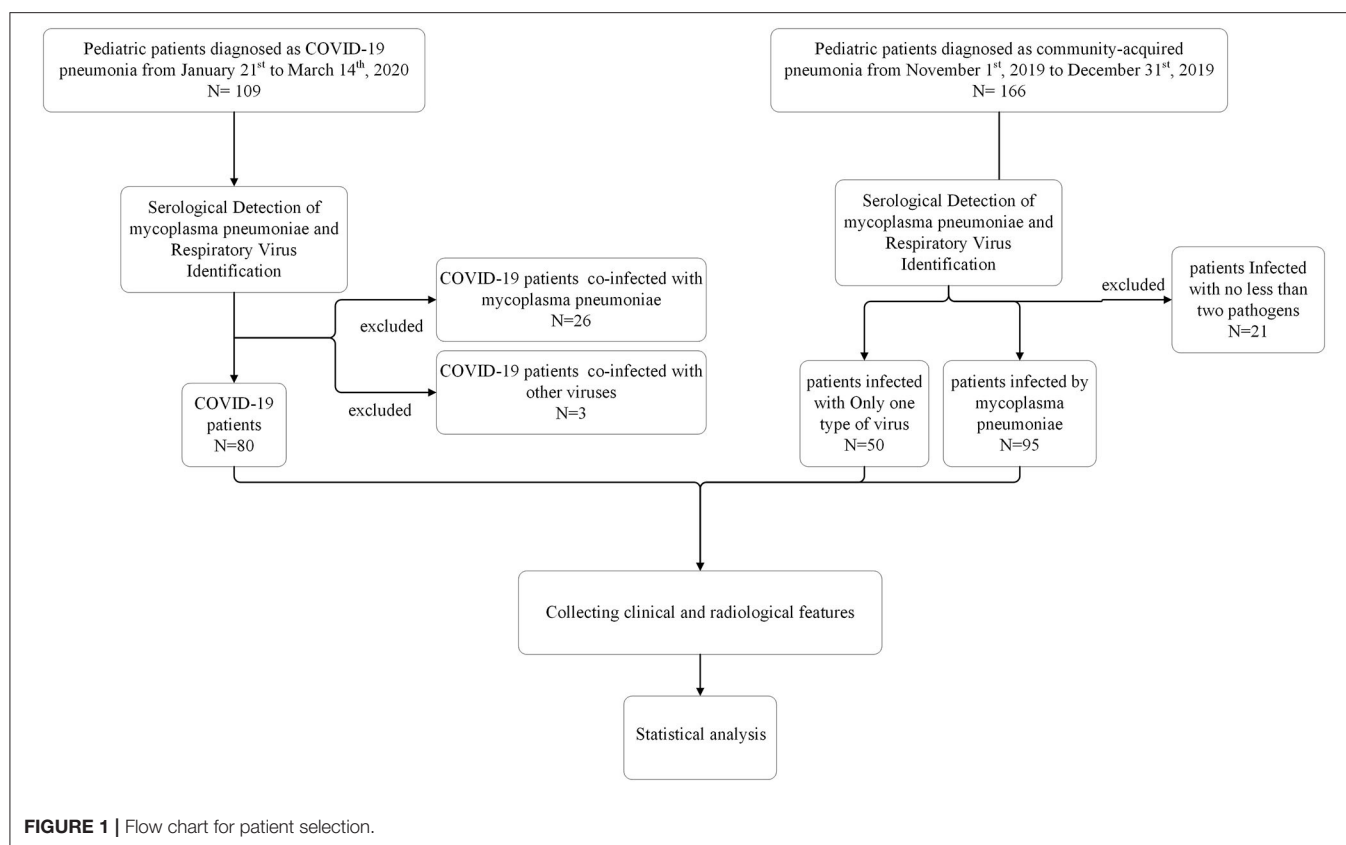 Pediatric patients diagnosed as COVID-19
pneumonia from January 21st to March 14th, 2020
N= 109
Pediatric patients diagnosed as community-acquired
pneumonia from November 1st, 2019 to December 31st, 2019
N= 166
Serological Detection of
mycoplasma pneumoniae and
Respiratory Virus
Identification
Serological Detection of
mycoplasma pneumoniae and
Respiratory Virus
Identification
excluded
COVID-19 patients co-infected with
mycoplasma pneumoniae
N=26
excluded
COVID-19 patients co-infected with
other viruses
N=3
excluded
patients Infected
with no less than
two pathogens
N=21
COVID-19
patients
N=80
patients infected
with Only one
type of virus
N=50
patients infected by
mycoplasma
pneumoniae
N=95
Collecting clinical and radiological features
Statistical analysis
FIGURE 1 | Flow chart for patient selection.